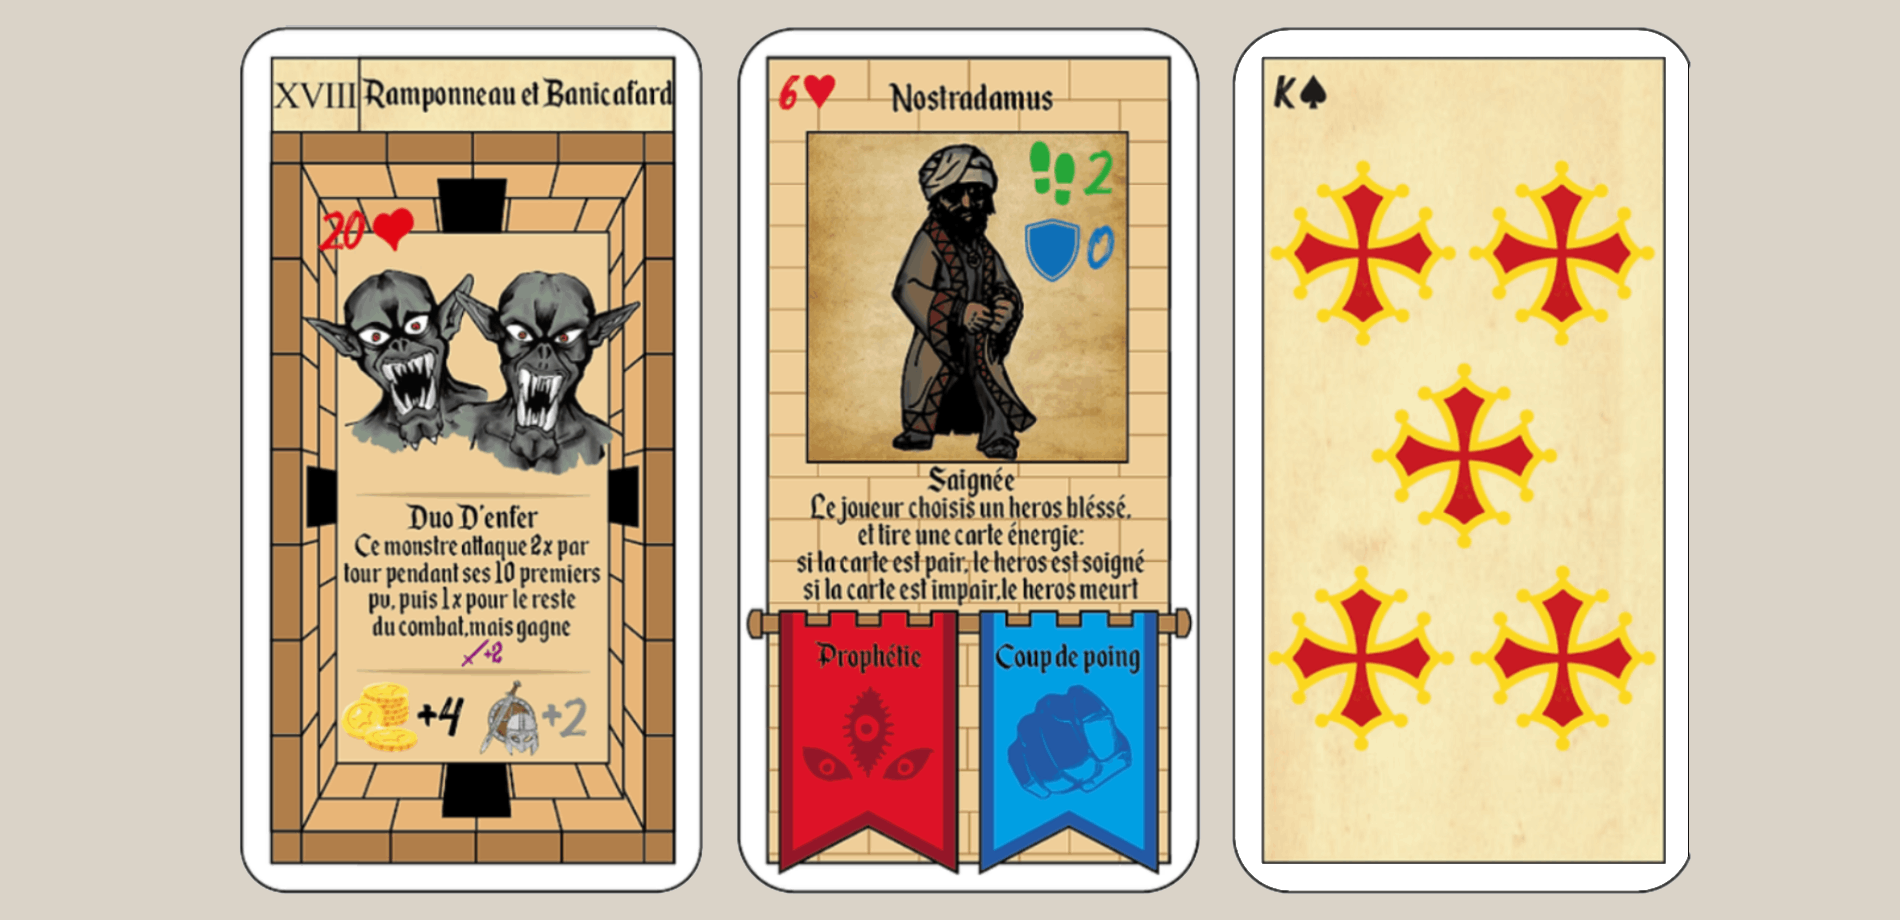 XVIII Ramponneau et Banicafard
20
Duo D'enfer
Ce monstre attaque 2x par
tour pendant ses 10 premiers
pv, puis 1x pour le reste
du combat,mais gagne
+2
+4 +2
6 Nostradamus
2
0
Saignée
Le joueur choisis un heros bléssé.
et tire une carte énergie:
si la carte est pair, le heros est soigné
si la carte est impair,le heros meurt
Prophétie
Coup de poing
K♠